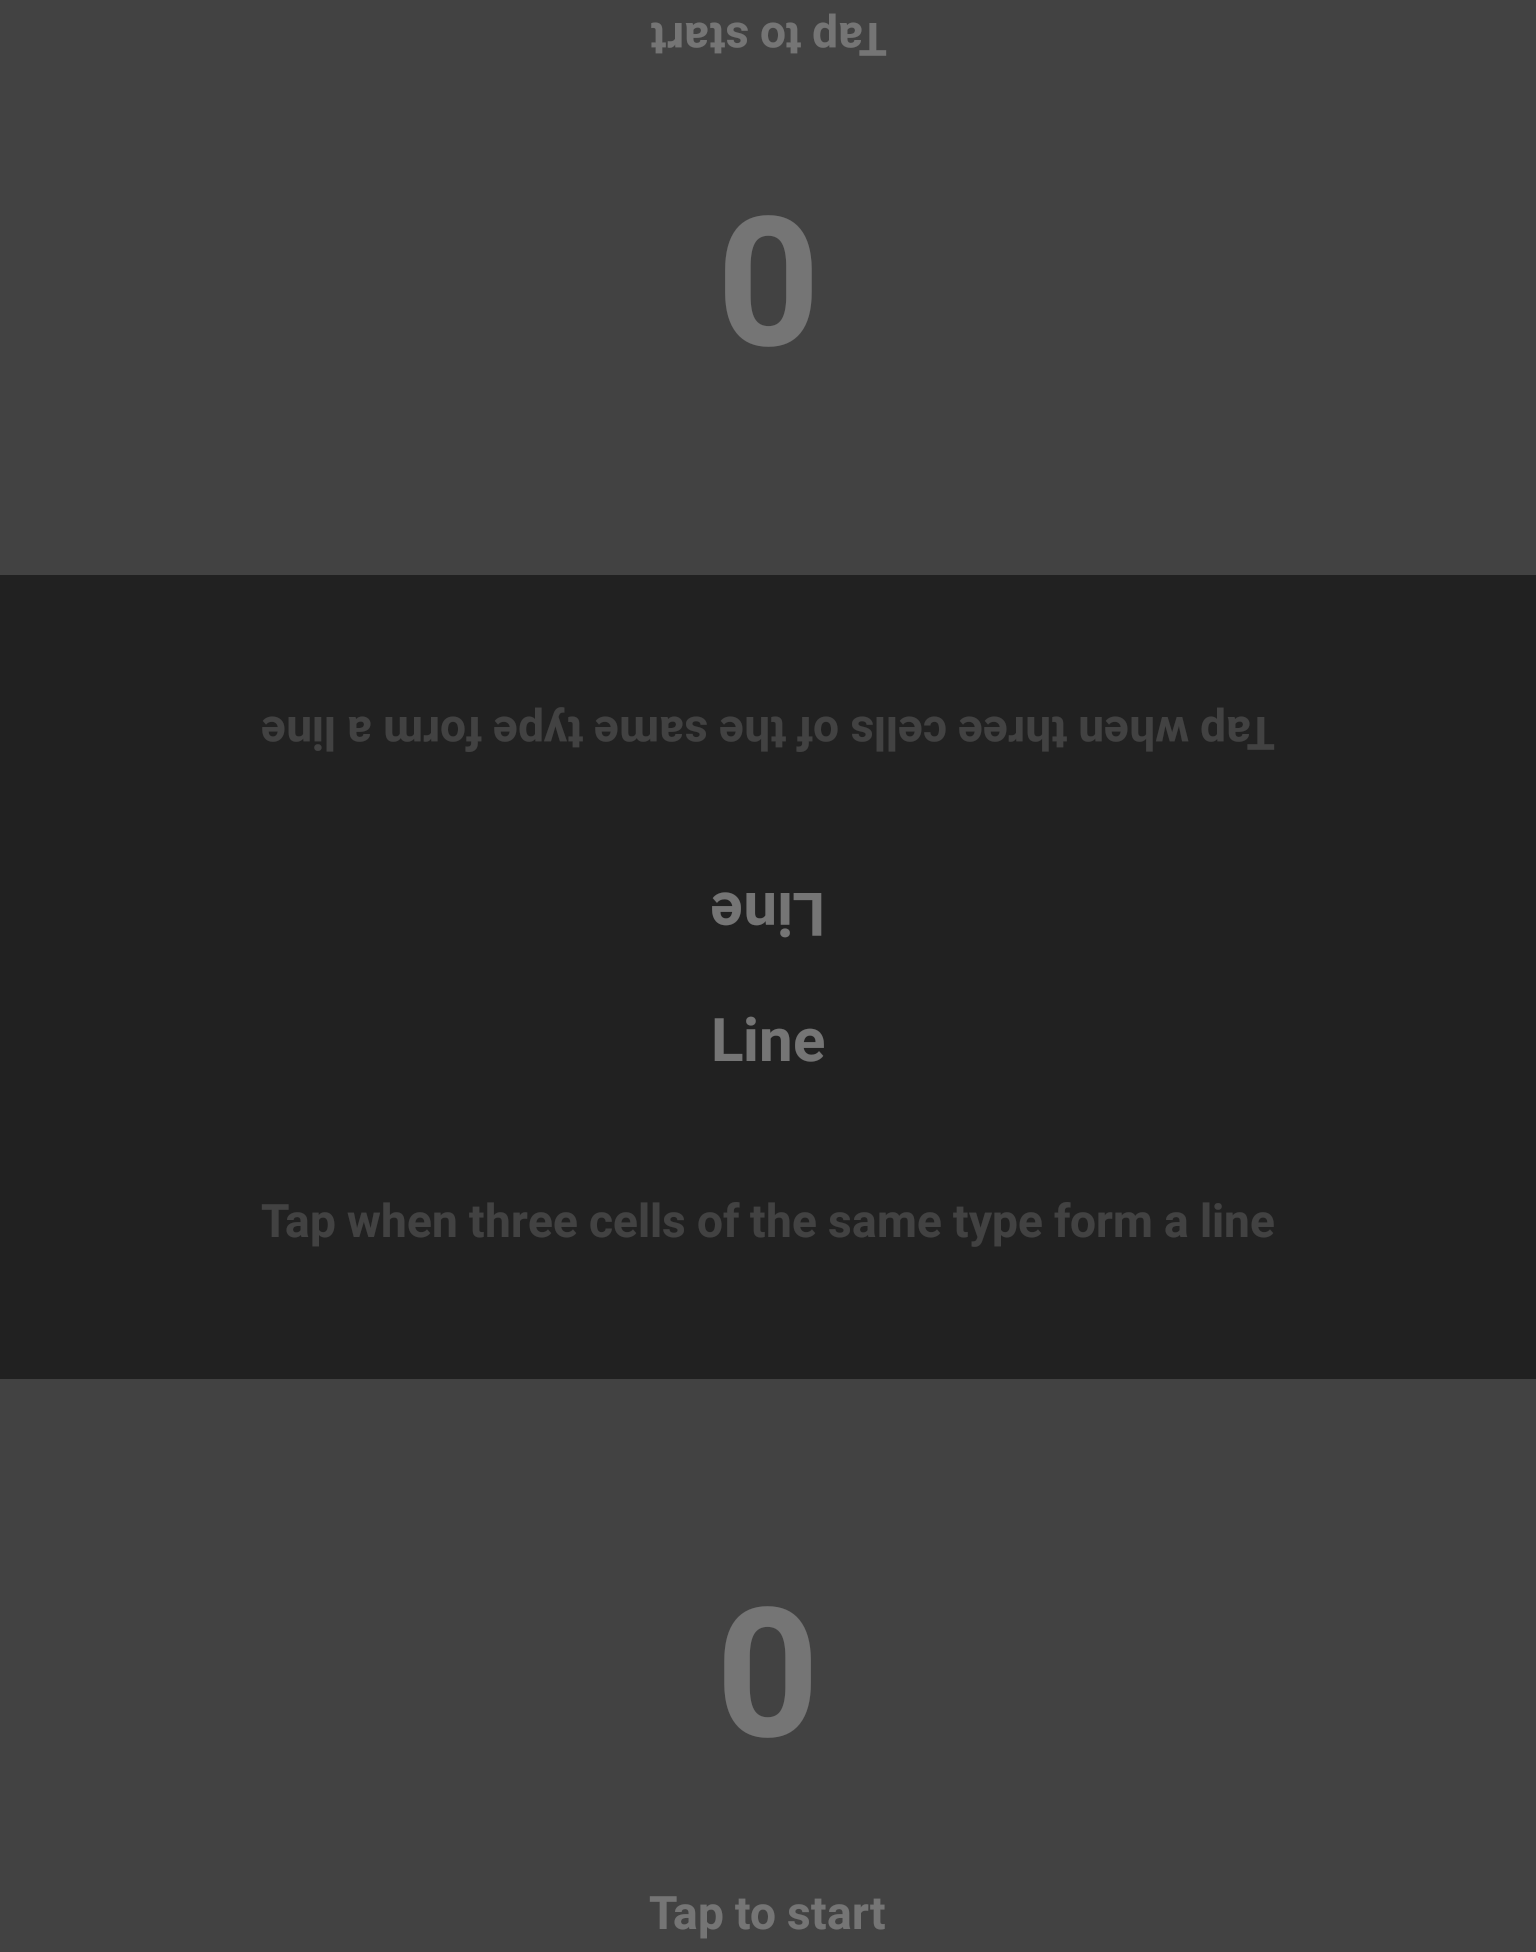 Tap to start
0
Tap when three cells of the same type form a line
Line
Line
Tap when three cells of the same type form a line
0
Tap to start